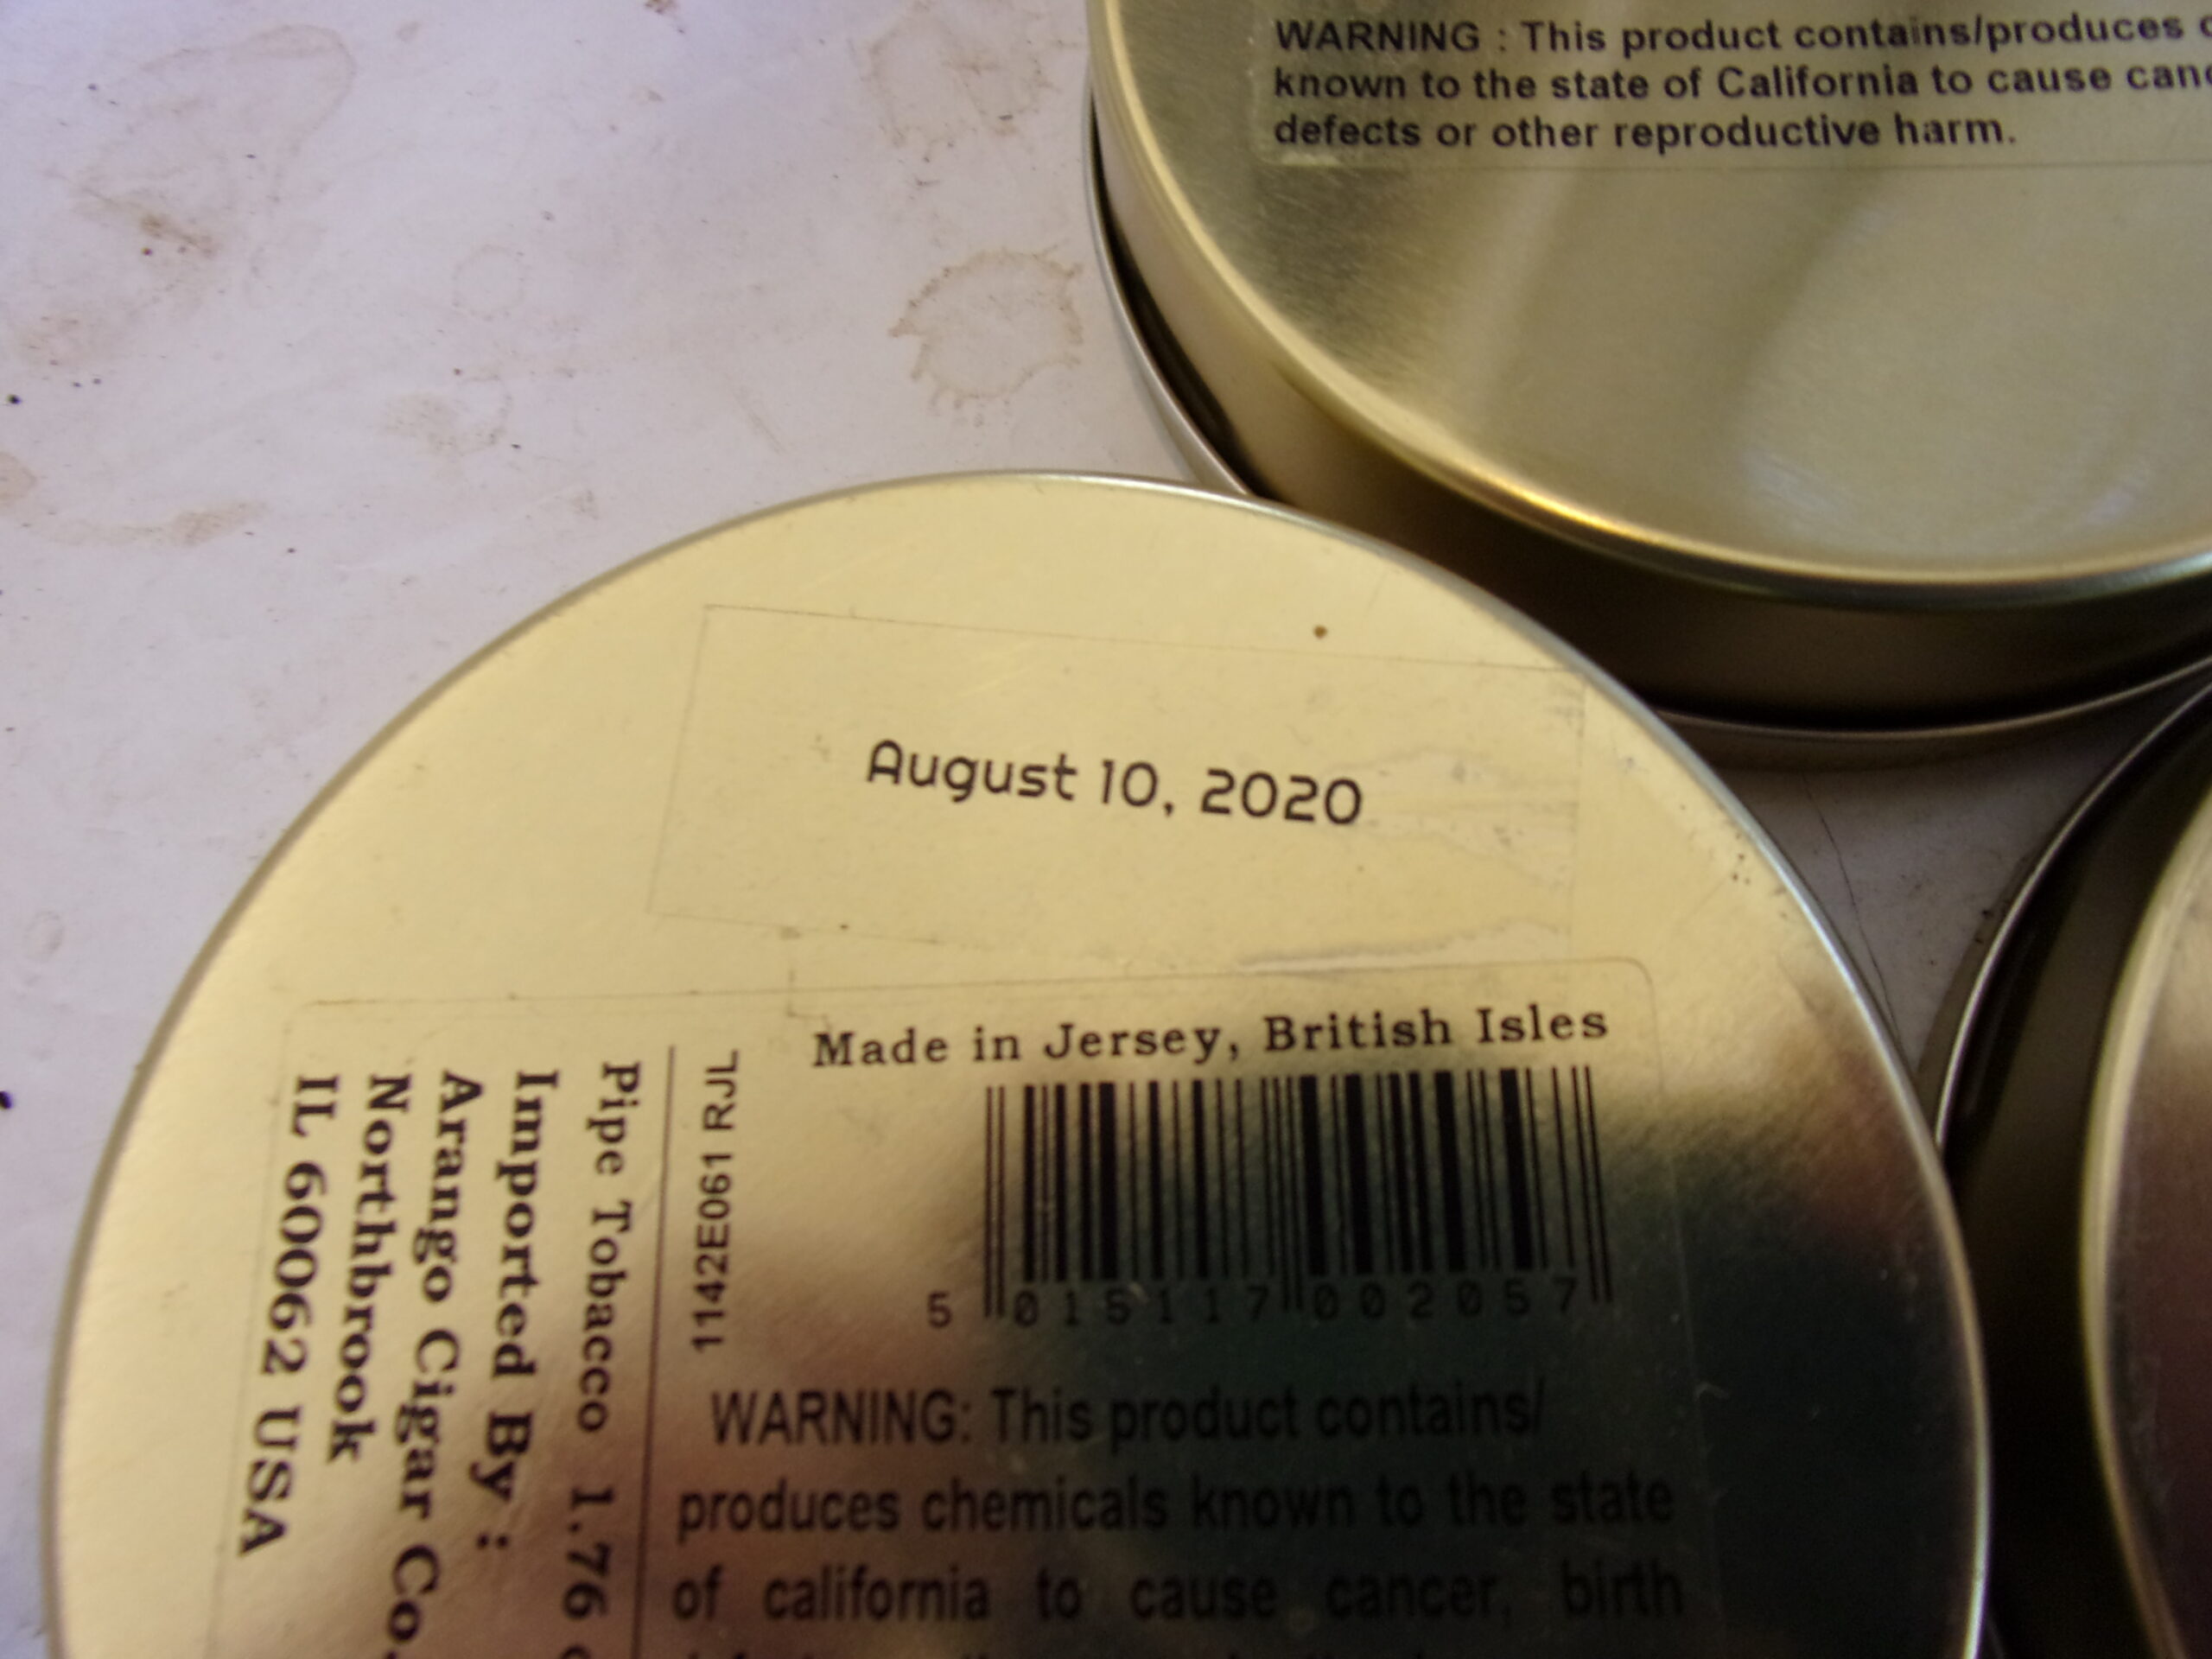 WARNING : This product contains/produces
known to the state of California to cause
defects or other reproductive harm.
August 10, 2020
Made in Jersey, British Isles
5 015117 002057
1142E061 RJL
Pipe Tobacco 1.76
Imported By :
Arango Cigar Co.
Northbrook
IL 60062 USA
WARNING: This product contains/
produces chemicals known to the state
of california to cause cancer, birth